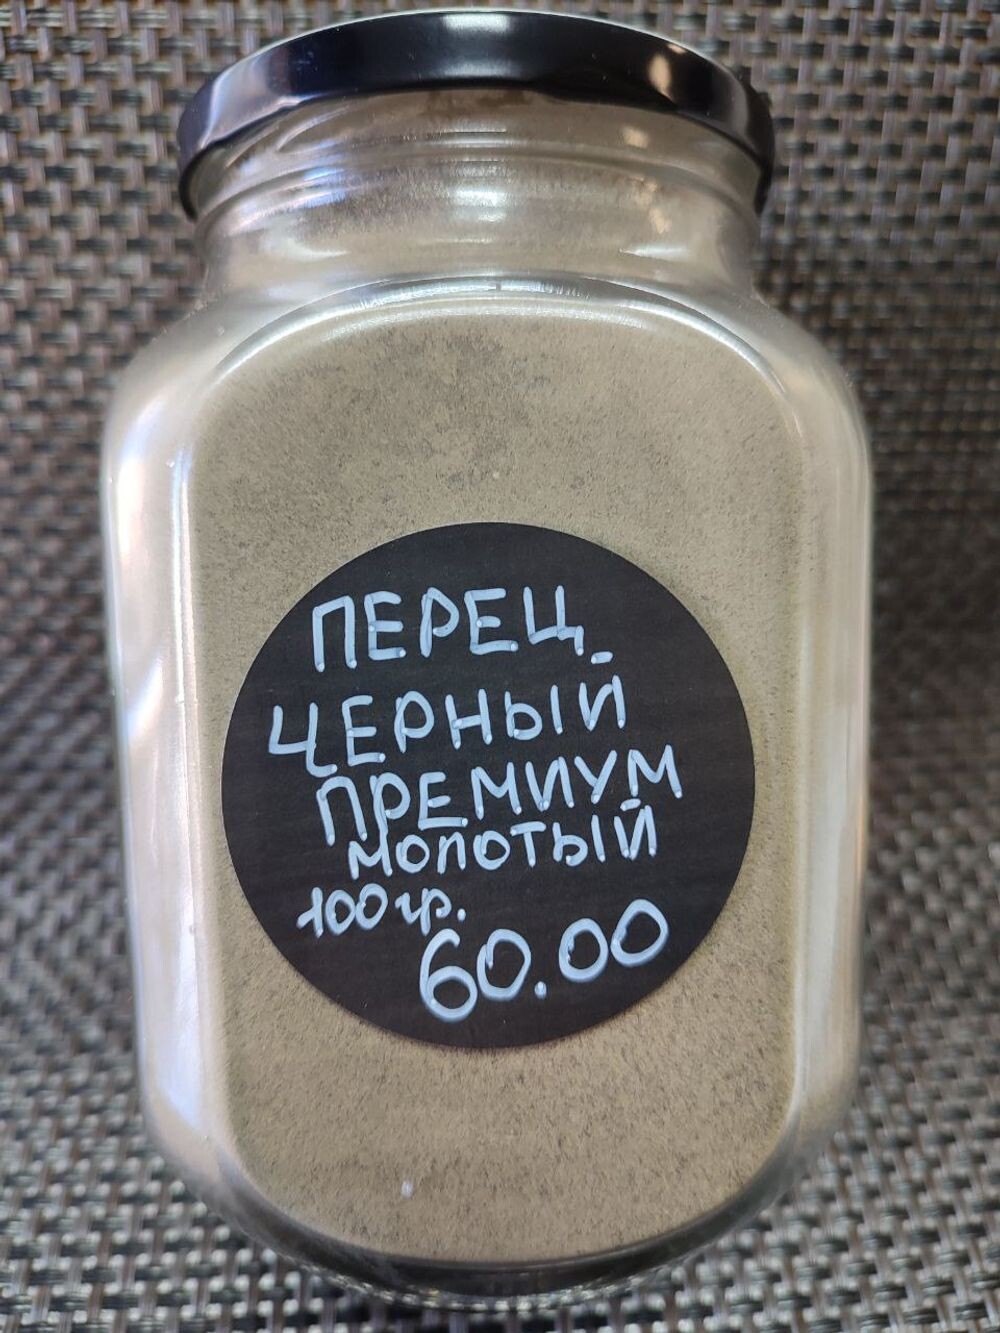 ПЕРЕЦ
ЧЕРНЫЙ
ПРЕМИУМ
МОЛОТЫЙ
100 гр.
60.00